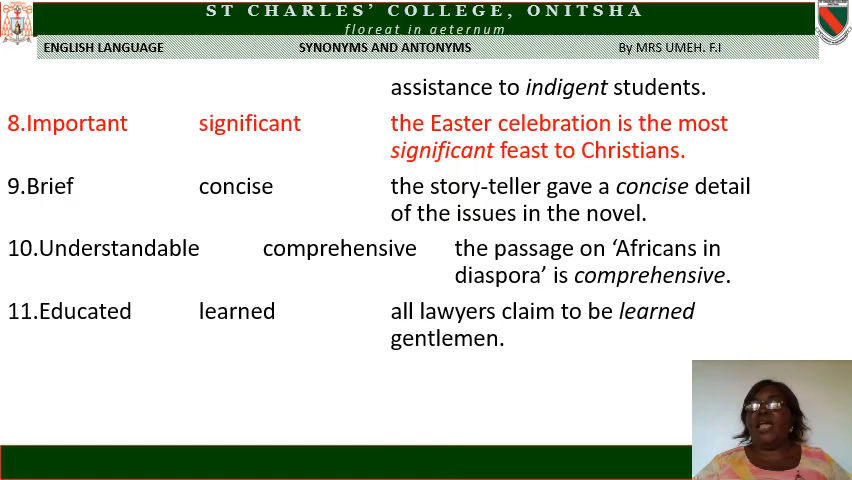 ST CHARLES' COLLEGE, ONITSHA
floreat in aeternum
ENGLISH LANGUAGE SYNONYMS AND ANTONYMS By MRS UMEH. F.I
assistance to indigent students.
8.Important significant the Easter celebration is the most
significant feast to Christians.
9.Brief concise the story-teller gave a concise detail
of the issues in the novel.
10.Understandable comprehensive the passage on ‘Africans in
diaspora’ is comprehensive.
11.Educated learned all lawyers claim to be learned
gentlemen.